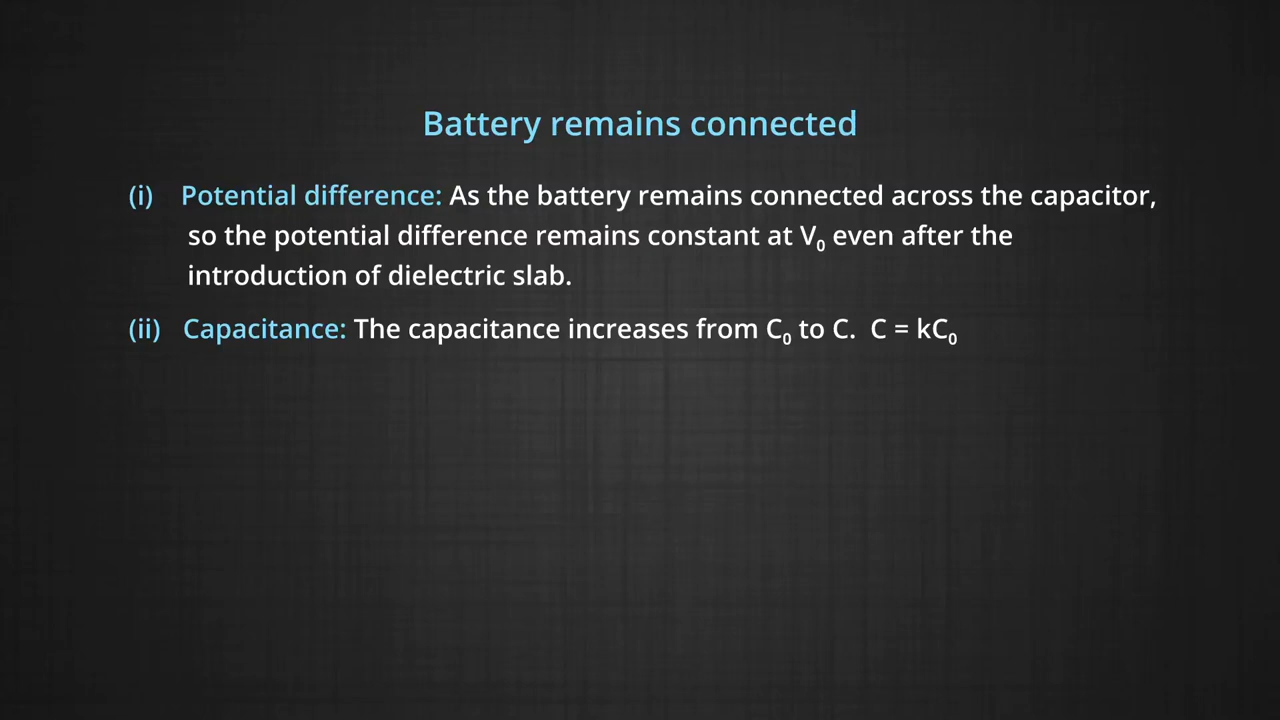 Battery remains connected
(i) Potential difference: As the battery remains connected across the capacitor,
so the potential difference remains constant at V₀ even after the
introduction of dielectric slab.
(ii) Capacitance: The capacitance increases from C₀ to C. C = kC₀